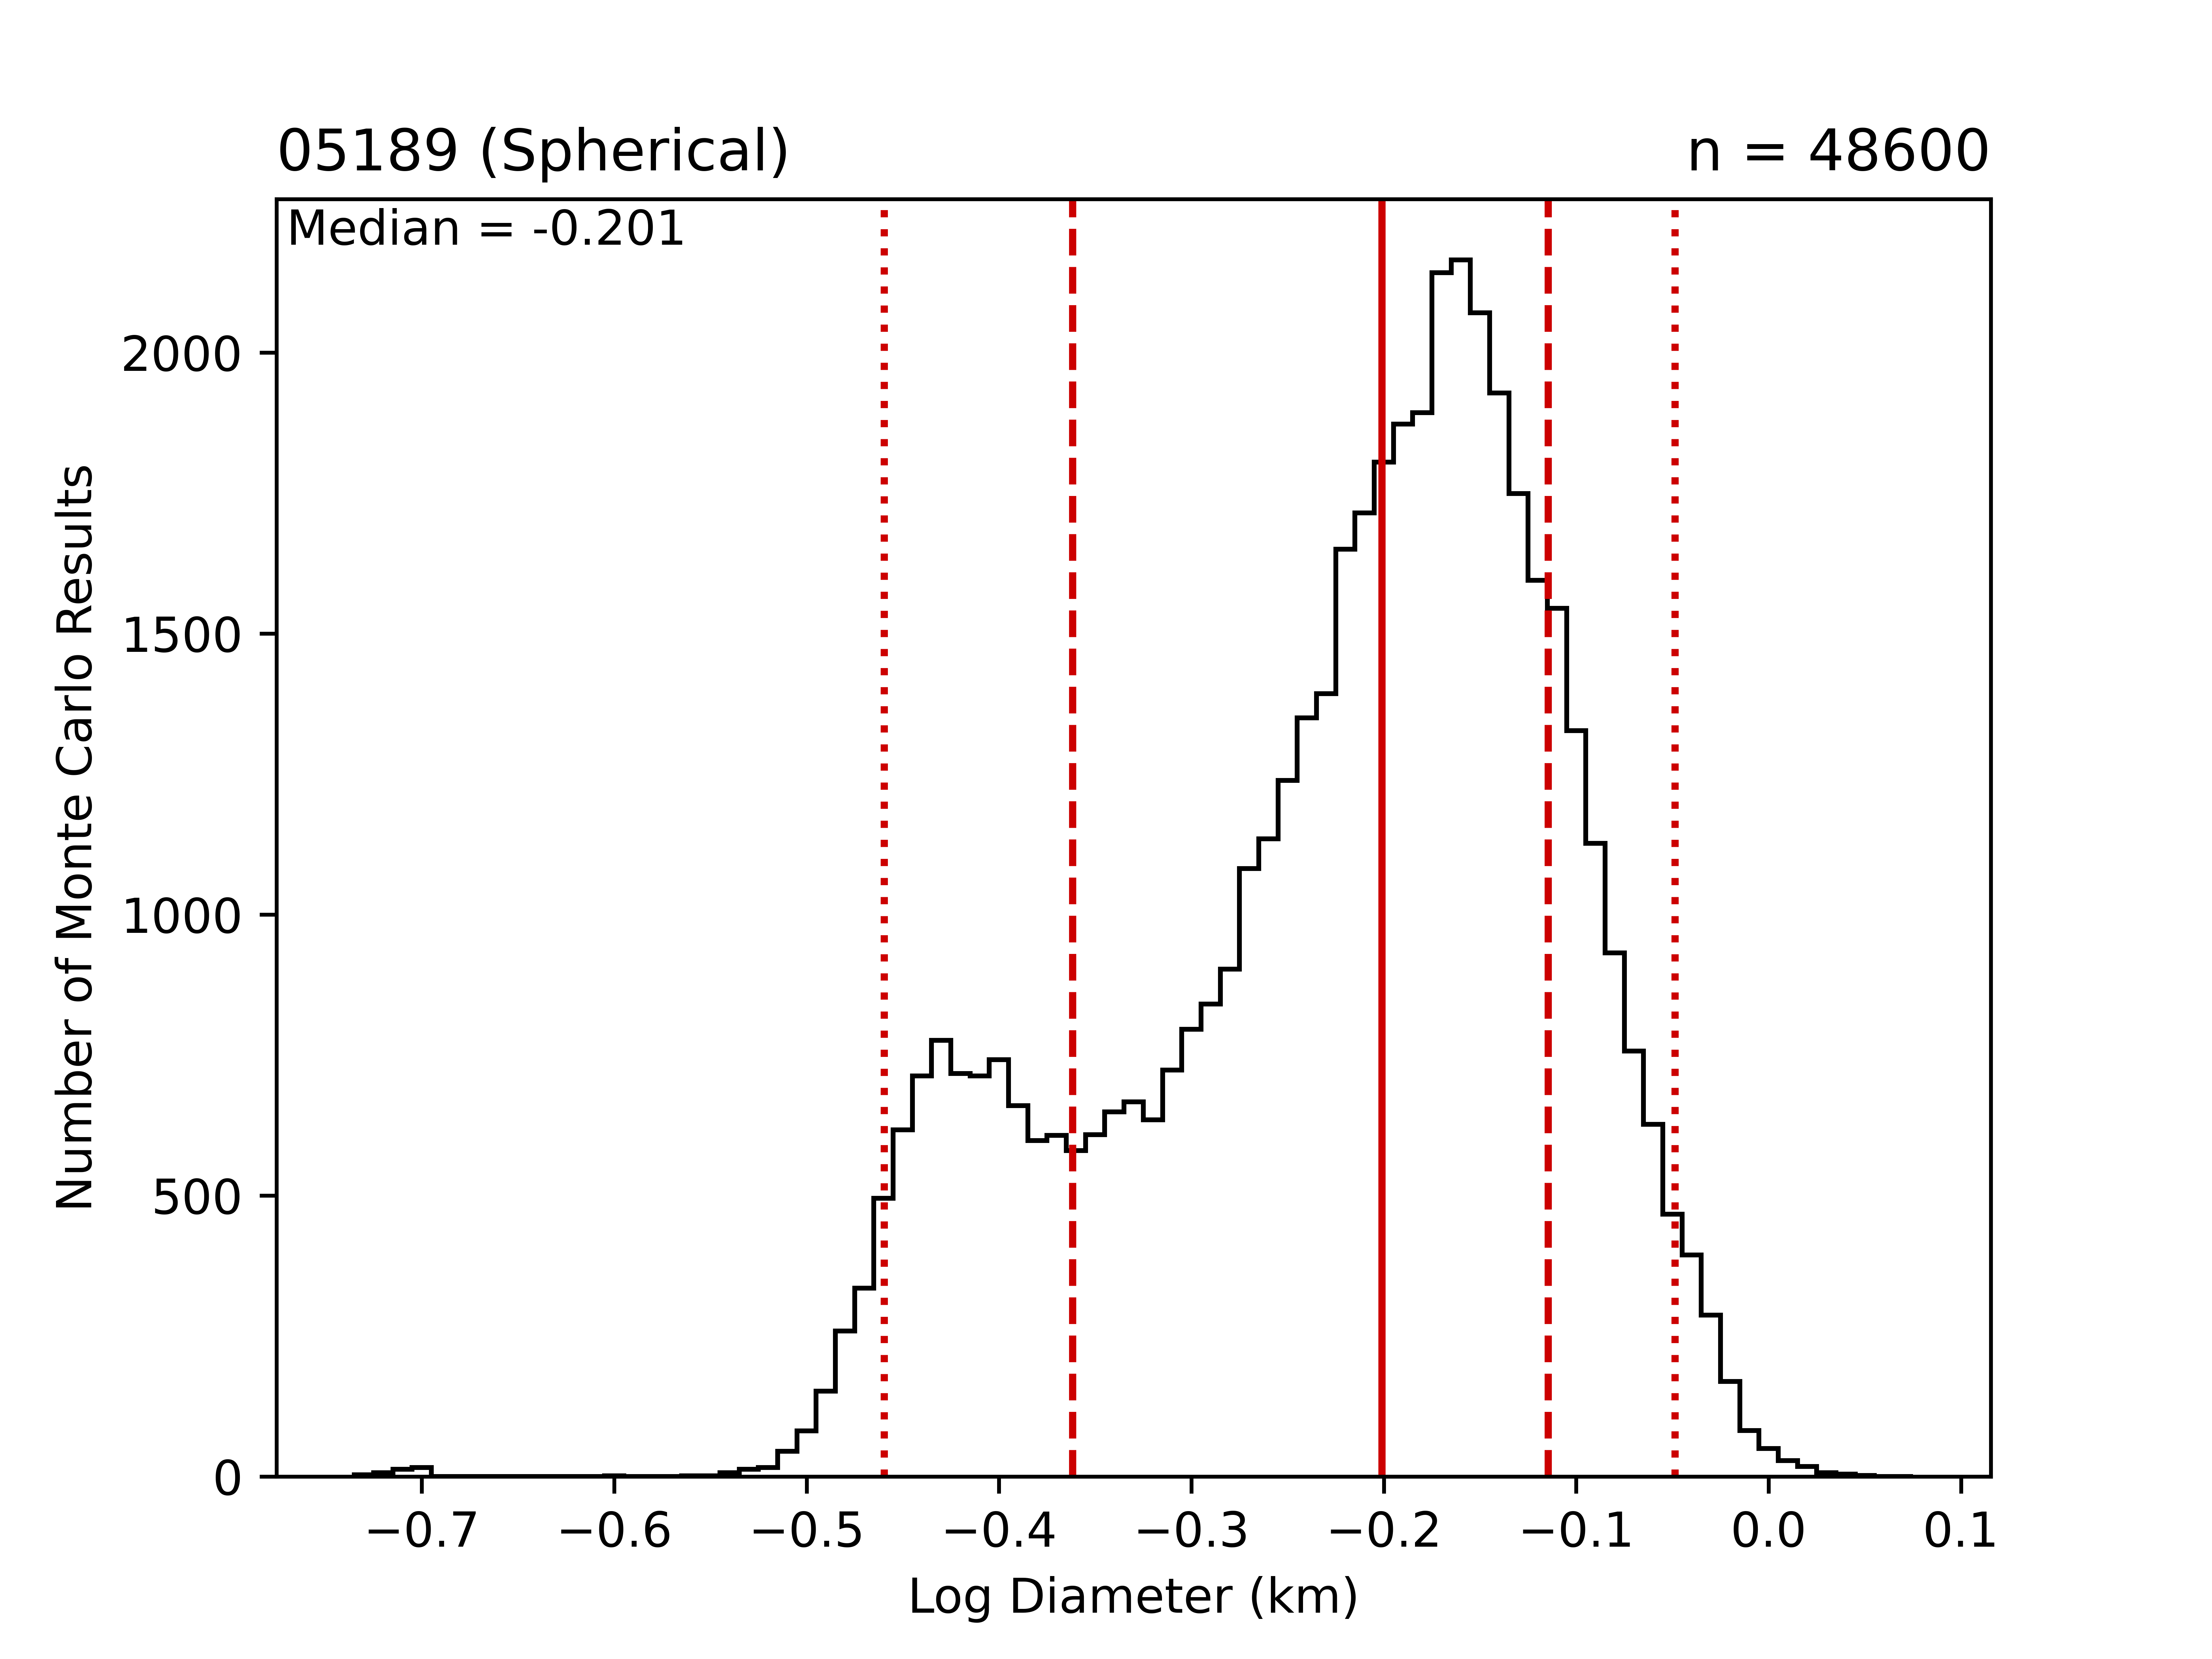 05189 (Spherical)
n = 48600
Median = -0.201
Number of Monte Carlo Results
2000
1500
1000
500
0
−0.7
−0.6
−0.5
−0.4
−0.3
−0.2
−0.1
0.0
0.1
Log Diameter (km)